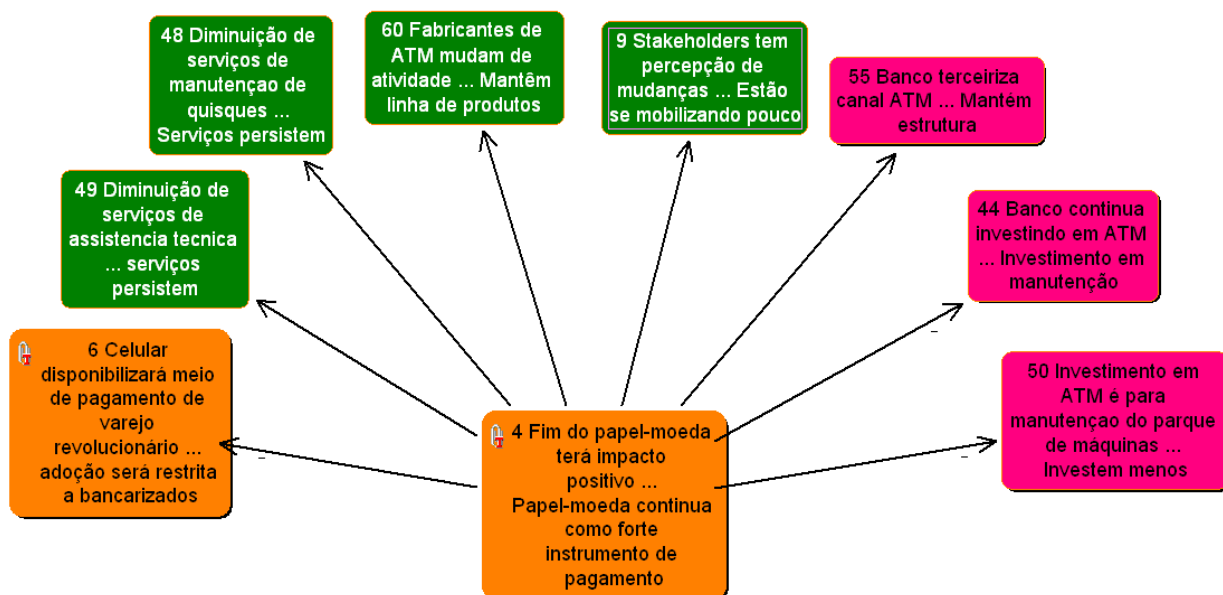 48 Diminuição de
serviços de
manutençao de
quisques ...
Serviços persistem
60 Fabricantes de
ATM mudam de
atividade ... Mantêm
linha de produtos
9 Stakeholders tem
percepção de
mudanças ... Estão
se mobilizando pouco
55 Banco terceiriza
canal ATM ... Mantém
estrutura
49 Diminuição de
serviços de
assistencia tecnica
... serviços
persistem
44 Banco continua
investindo em ATM
... Investimento em
manutenção
6 Celular
disponibilizará meio
de pagamento de
varejo
revolucionário ...
adoção será restrita
a bancarizados
50 Investimento em
ATM é para
manutençao do parque
de máquinas ...
Investem menos
4 Fim do papel-moeda
terá impacto
positivo ...
Papel-moeda continua
como forte
instrumento de
pagamento
-
-
-